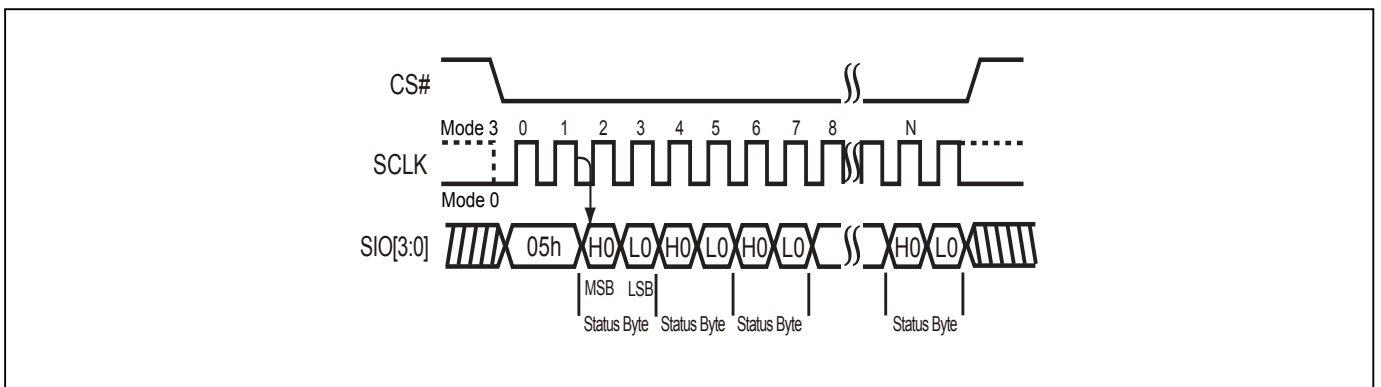 CS#
Mode 3 0 1 2 3 4 5 6 7 8 N
SCLK
Mode 0
SIO[3:0] 05h H0 L0 H0 L0 H0 L0 H0 L0
MSB LSB
Status Byte Status Byte Status Byte Status Byte